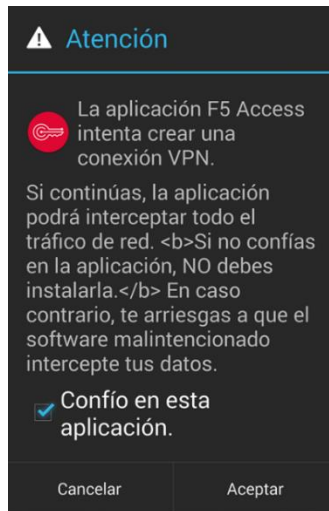 Atención
La aplicación F5 Access
intenta crear una
conexión VPN.
Si continúas, la aplicación
podrá interceptar todo el
tráfico de red. <b>Si no confías
en la aplicación, NO debes
instalarla.</b> En caso
contrario, te arriesgas a que el
software malintencionado
intercepte tus datos.
Confío en esta
aplicación.
Cancelar
Aceptar